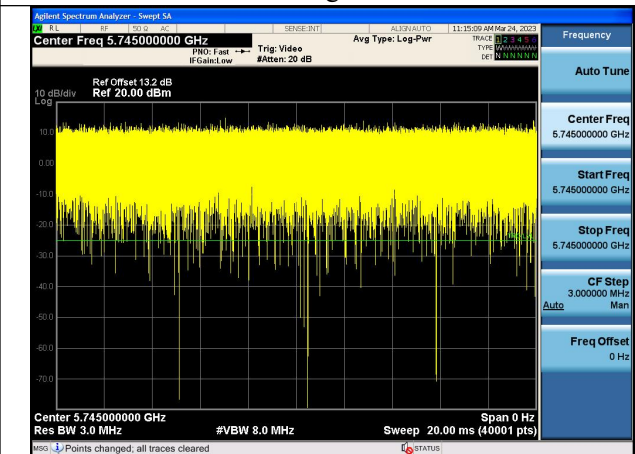 Agilent Spectrum Analyzer - Swept SA
RL RF 50 Ω AC SENSE:INT ALIGN AUTO 11:15:09 AM Mar 24, 2023
Center Freq 5.745000000 GHz
PNO: Fast
IFGain:Low
Trig: Video
#Atten: 20 dB
Avg Type: Log-Pwr
TRACE 1 2 3 4 5 6
TYPE
DET N N N N N N
Frequency
Auto Tune
Ref Offset 13.2 dB
10 dB/div Ref 20.00 dBm
Log
10.0
0.00
-10.0
-20.0
-30.0
-40.0
-50.0
-60.0
-70.0
Center Freq
5.745000000 GHz
Start Freq
5.745000000 GHz
Stop Freq
5.745000000 GHz
CF Step
3.000000 MHz
Auto Man
Freq Offset
0 Hz
Center 5.745000000 GHz Span 0 Hz
Res BW 3.0 MHz #VBW 8.0 MHz Sweep 20.00 ms (40001 pts)
MSG Points changed; all traces cleared STATUS